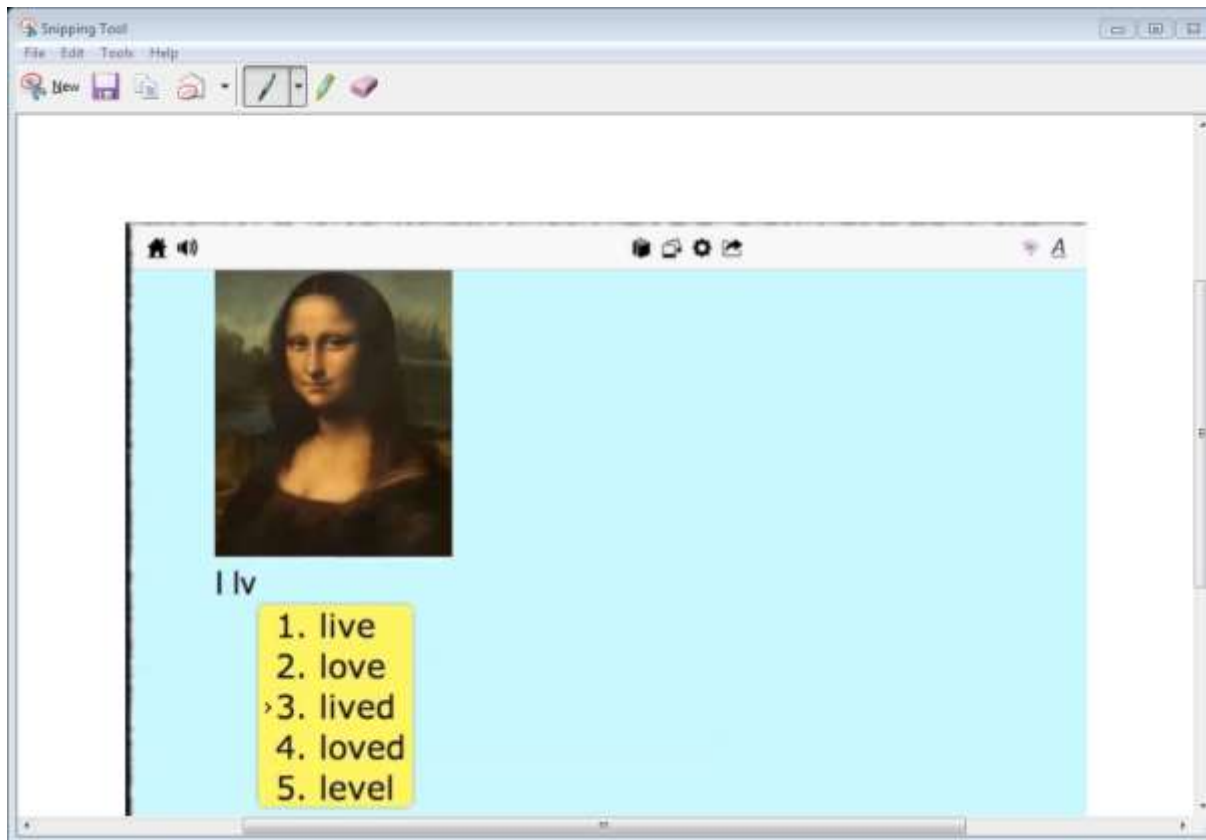 Snipping Tool
File Edit Tools Help
New
A
I lv
1. live
2. love
›3. lived
4. loved
5. level